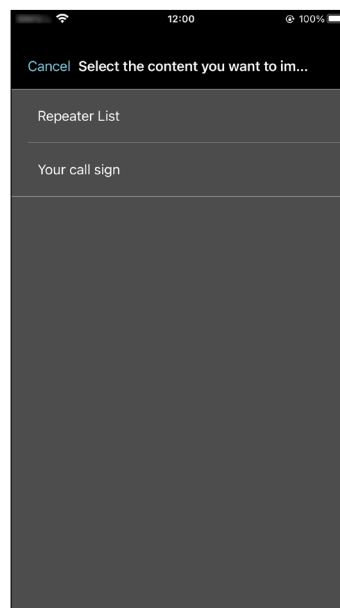 12:00
100%
Cancel Select the content you want to im...
Repeater List
Your call sign